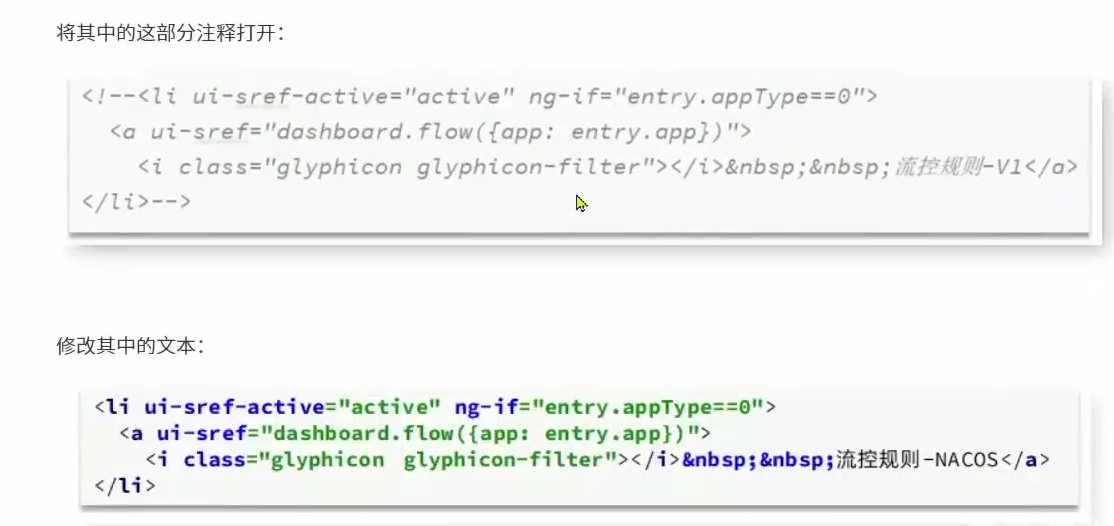 将其中的这部分注释打开：
<!--<li ui-sref-active="active" ng-if="entry.appType==0">
<a ui-sref="dashboard.flow({app: entry.app})">
<i class="glyphicon glyphicon-filter"></i>&nbsp;&nbsp;流控规则-V1</a>
</li>-->
修改其中的文本：
<li ui-sref-active="active" ng-if="entry.appType==0">
<a ui-sref="dashboard.flow({app: entry.app})">
<i class="glyphicon glyphicon-filter"></i>&nbsp;&nbsp;流控规则-NACOS</a>
</li>